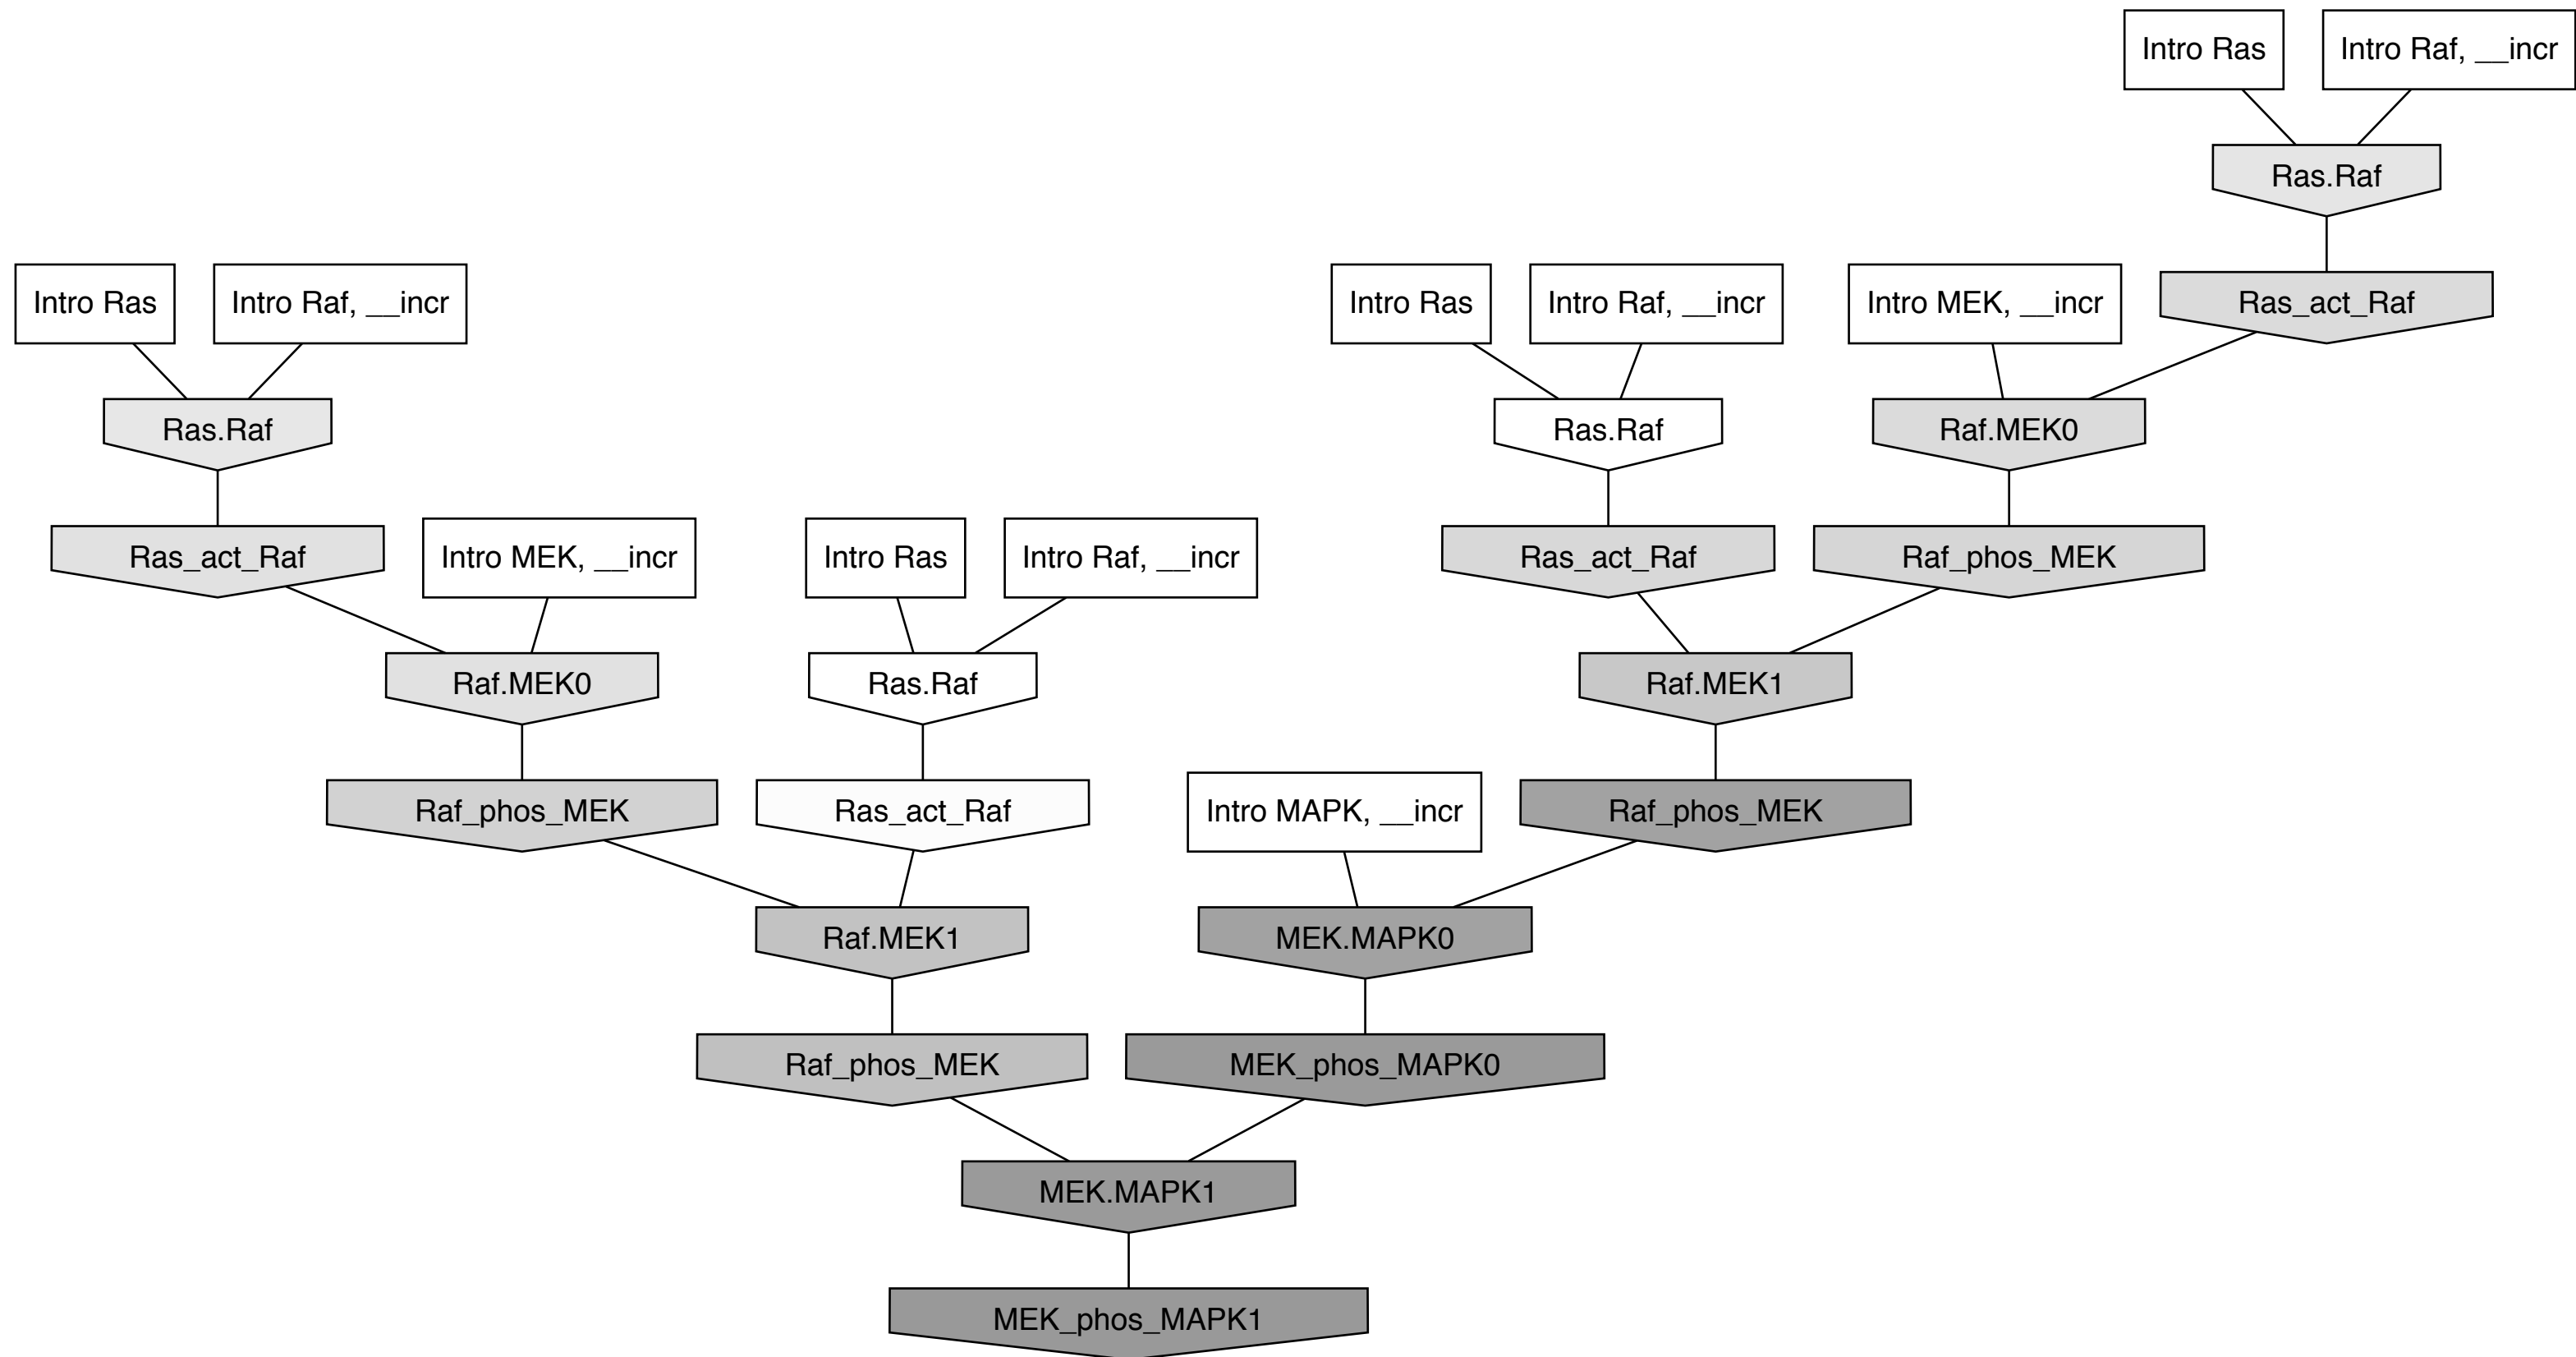 Intro Ras
Intro Raf, __incr
Ras.Raf
Intro Ras
Intro Raf, __incr
Intro Ras
Intro Raf, __incr
Intro MEK, __incr
Ras_act_Raf
Ras.Raf
Ras.Raf
Raf.MEK0
Ras_act_Raf
Intro MEK, __incr
Intro Ras
Intro Raf, __incr
Ras_act_Raf
Raf_phos_MEK
Raf.MEK0
Ras.Raf
Raf.MEK1
Raf_phos_MEK
Ras_act_Raf
Intro MAPK, __incr
Raf_phos_MEK
Raf.MEK1
MEK.MAPK0
Raf_phos_MEK
MEK_phos_MAPK0
MEK.MAPK1
MEK_phos_MAPK1